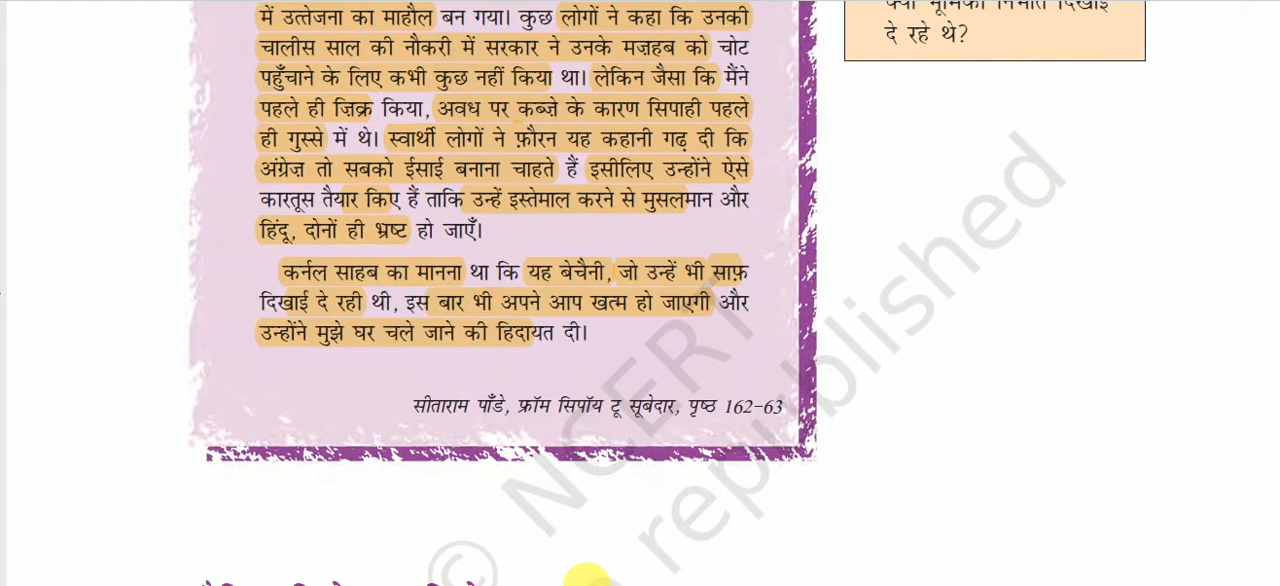 में उत्तेजना का माहौल बन गया। कुछ लोगों ने कहा कि उनकी
चालीस साल की नौकरी में सरकार ने उनके मज़हब को चोट
पहुँचाने के लिए कभी कुछ नहीं किया था। लेकिन जैसा कि मैंने
पहले ही ज़िक्र किया, अवध पर कब्ज़े के कारण सिपाही पहले
ही गुस्से में थे। स्वार्थी लोगों ने फ़ौरन यह कहानी गढ़ दी कि
अंग्रेज़ तो सबको ईसाई बनाना चाहते हैं इसीलिए उन्होंने ऐसे
कारतूस तैयार किए हैं ताकि उन्हें इस्तेमाल करने से मुसलमान और
हिंदू, दोनों ही भ्रष्ट हो जाएँ।
कर्नल साहब का मानना था कि यह बेचैनी, जो उन्हें भी साफ़
दिखाई दे रही थी, इस बार भी अपने आप खत्म हो जाएगी और
उन्होंने मुझे घर चले जाने की हिदायत दी।
सीताराम पाँडे, फ्रॉम सिपॉय टू सूबेदार, पृष्ठ 162-63
दे रहे थे?
© NCERT
republished